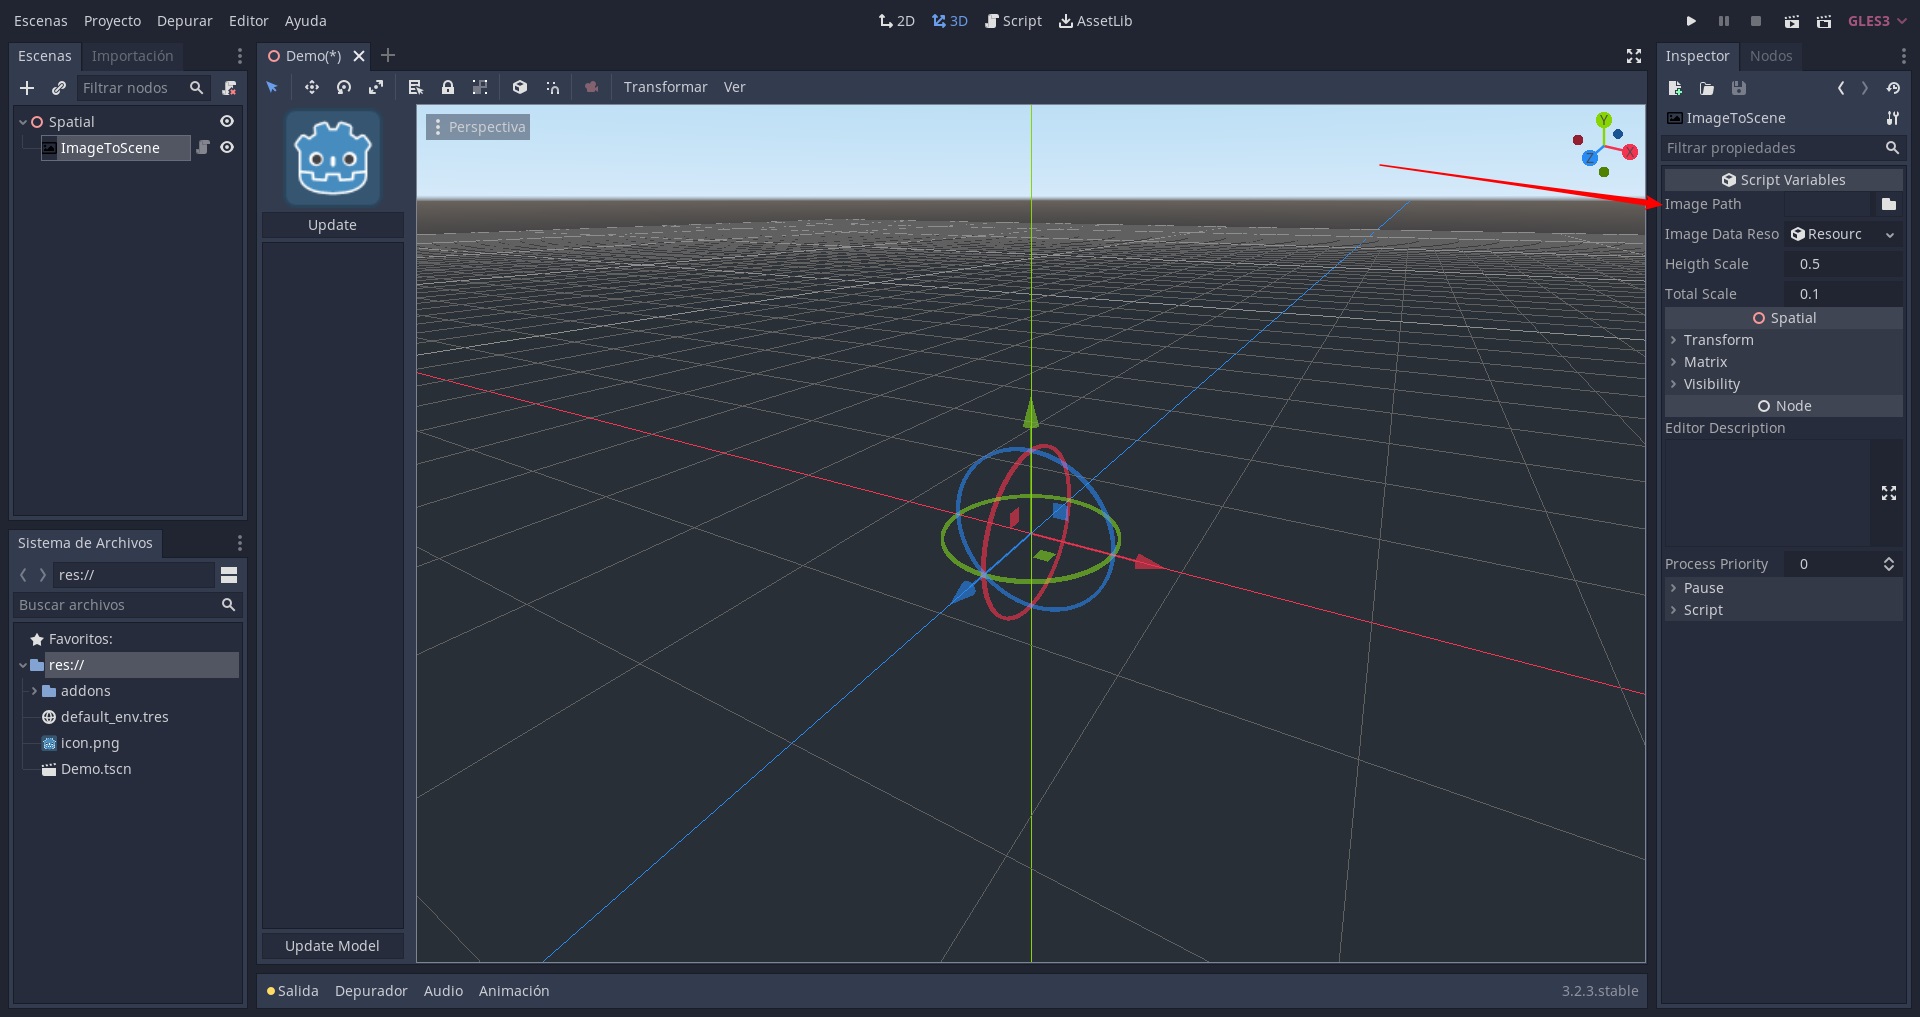 Escenas Proyecto Depurar Editor Ayuda
2D 3D Script AssetLib
GLES3
Escenas Importación
Filtrar nodos
Spatial
ImageToScene
Sistema de Archivos
res://
Buscar archivos
Favoritos:
res://
addons
default_env.tres
icon.png
Demo.tscn
Demo(*)
Transformar Ver
Update
Update Model
Perspectiva
Y
X
Z
Salida Depurador Audio Animación
3.2.3.stable
Inspector Nodos
ImageToScene
Filtrar propiedades
Script Variables
Image Path
Image Data Reso Resourc
Heigth Scale 0.5
Total Scale 0.1
Spatial
Transform
Matrix
Visibility
Node
Editor Description
Process Priority 0
Pause
Script